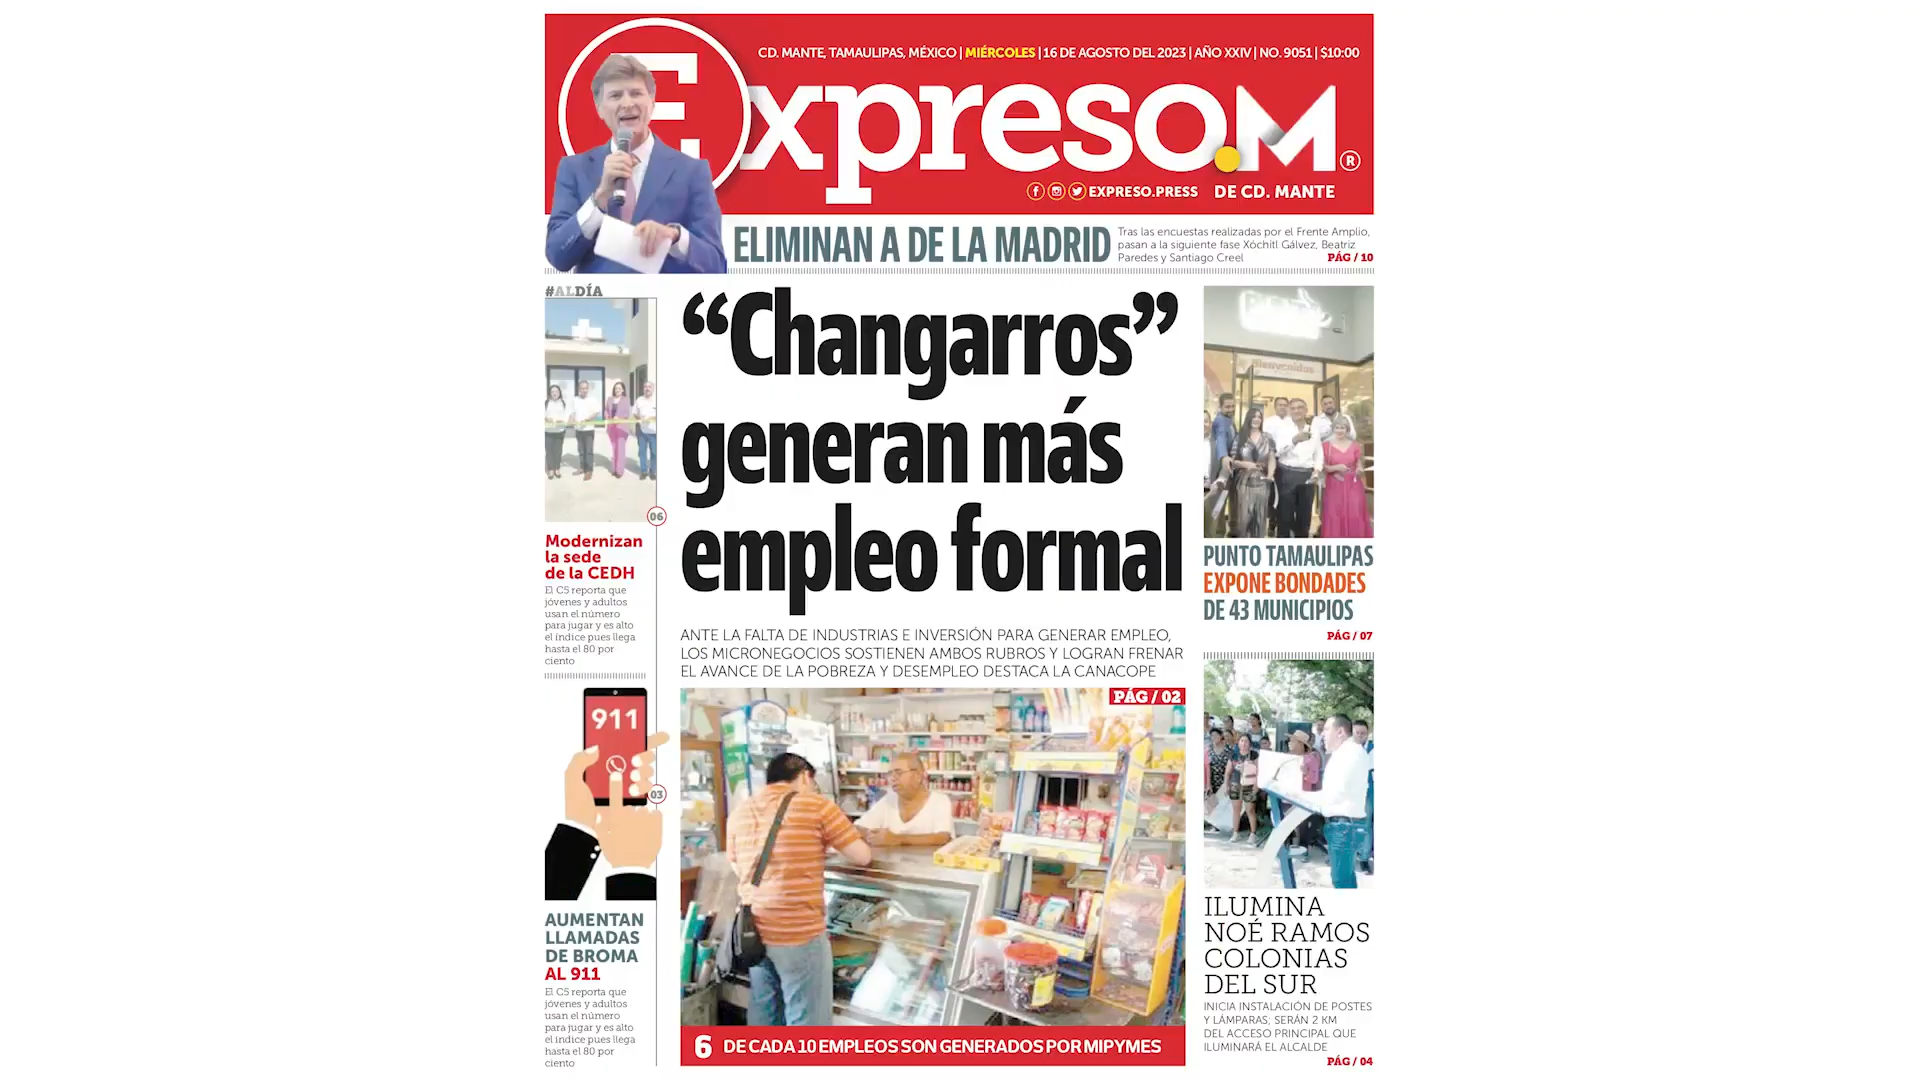 CD. MANTE, TAMAULIPAS, MÉXICO | MIÉRCOLES | 16 DE AGOSTO DEL 2023 | AÑO XXIV | NO. 9051 | $10:00
Expreso.M®
EXPRESO.PRESS DE CD. MANTE
ELIMINAN A DE LA MADRID
Tras las encuestas realizadas por el Frente Amplio,
pasan a la siguiente fase Xóchitl Gálvez, Beatriz
Paredes y Santiago Creel
PÁG / 10
#ALDÍA
06
Modernizan
la sede
de la CEDH
El C5 reporta que
jóvenes y adultos
usan el número
para jugar y es alto
el índice pues llega
hasta el 80 por
ciento
911
03
AUMENTAN
LLAMADAS
DE BROMA
AL 911
El C5 reporta que
jóvenes y adultos
usan el número
para jugar y es alto
el índice pues llega
hasta el 80 por
ciento
“Changarros”
generan más
empleo formal
ANTE LA FALTA DE INDUSTRIAS E INVERSIÓN PARA GENERAR EMPLEO,
LOS MICRONEGOCIOS SOSTIENEN AMBOS RUBROS Y LOGRAN FRENAR
EL AVANCE DE LA POBREZA Y DESEMPLEO DESTACA LA CANACOPE
PÁG / 02
6 DE CADA 10 EMPLEOS SON GENERADOS POR MIPYMES
Bienvenidos
PUNTO TAMAULIPAS
EXPONE BONDADES
DE 43 MUNICIPIOS
PÁG / 07
ILUMINA
NOÉ RAMOS
COLONIAS
DEL SUR
INICIA INSTALACIÓN DE POSTES
Y LÁMPARAS; SERÁN 2 KM
DEL ACCESO PRINCIPAL QUE
ILUMINARÁ EL ALCALDE
PÁG / 04